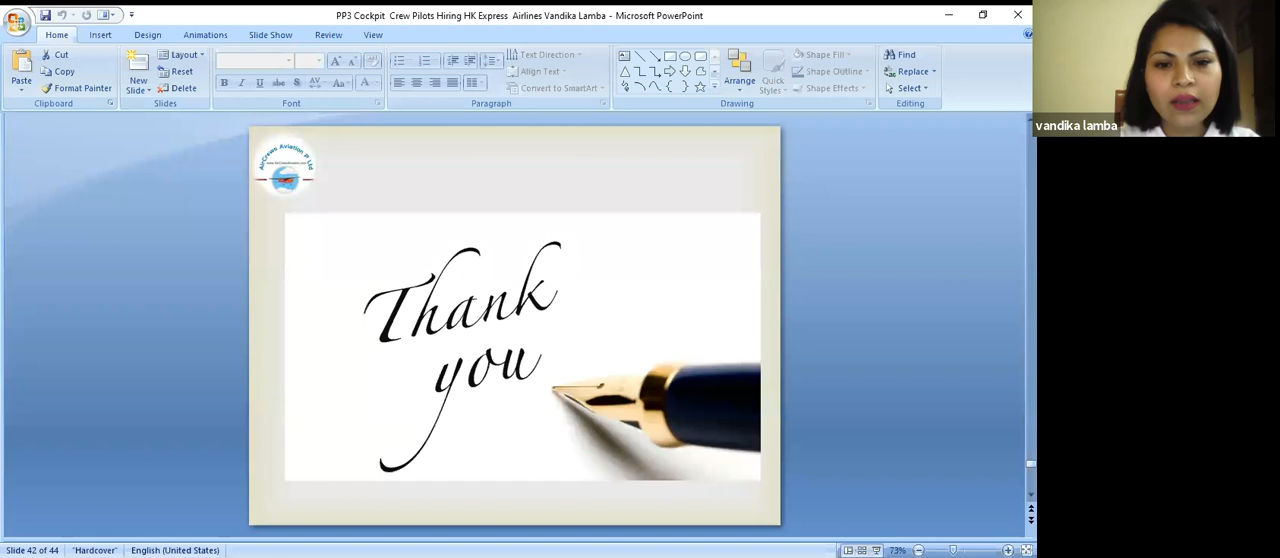 PP3 Cockpit Crew Pilots Hiring HK Express Airlines Vandika Lamba - Microsoft PowerPoint
Home Insert Design Animations Slide Show Review View
Cut
Copy
Format Painter
Paste
Clipboard
New
Slide
Layout
Reset
Delete
Slides
B I U abc S AV Aa A
Font
Text Direction
Align Text
Convert to SmartArt
Paragraph
Arrange
Quick
Styles
Shape Fill
Shape Outline
Shape Effects
Drawing
Find
Replace
Select
Editing
vandika lamba
AirCrews Aviation P Ltd
Thank
you
Slide 42 of 44 "Hardcover" English (United States) 73%